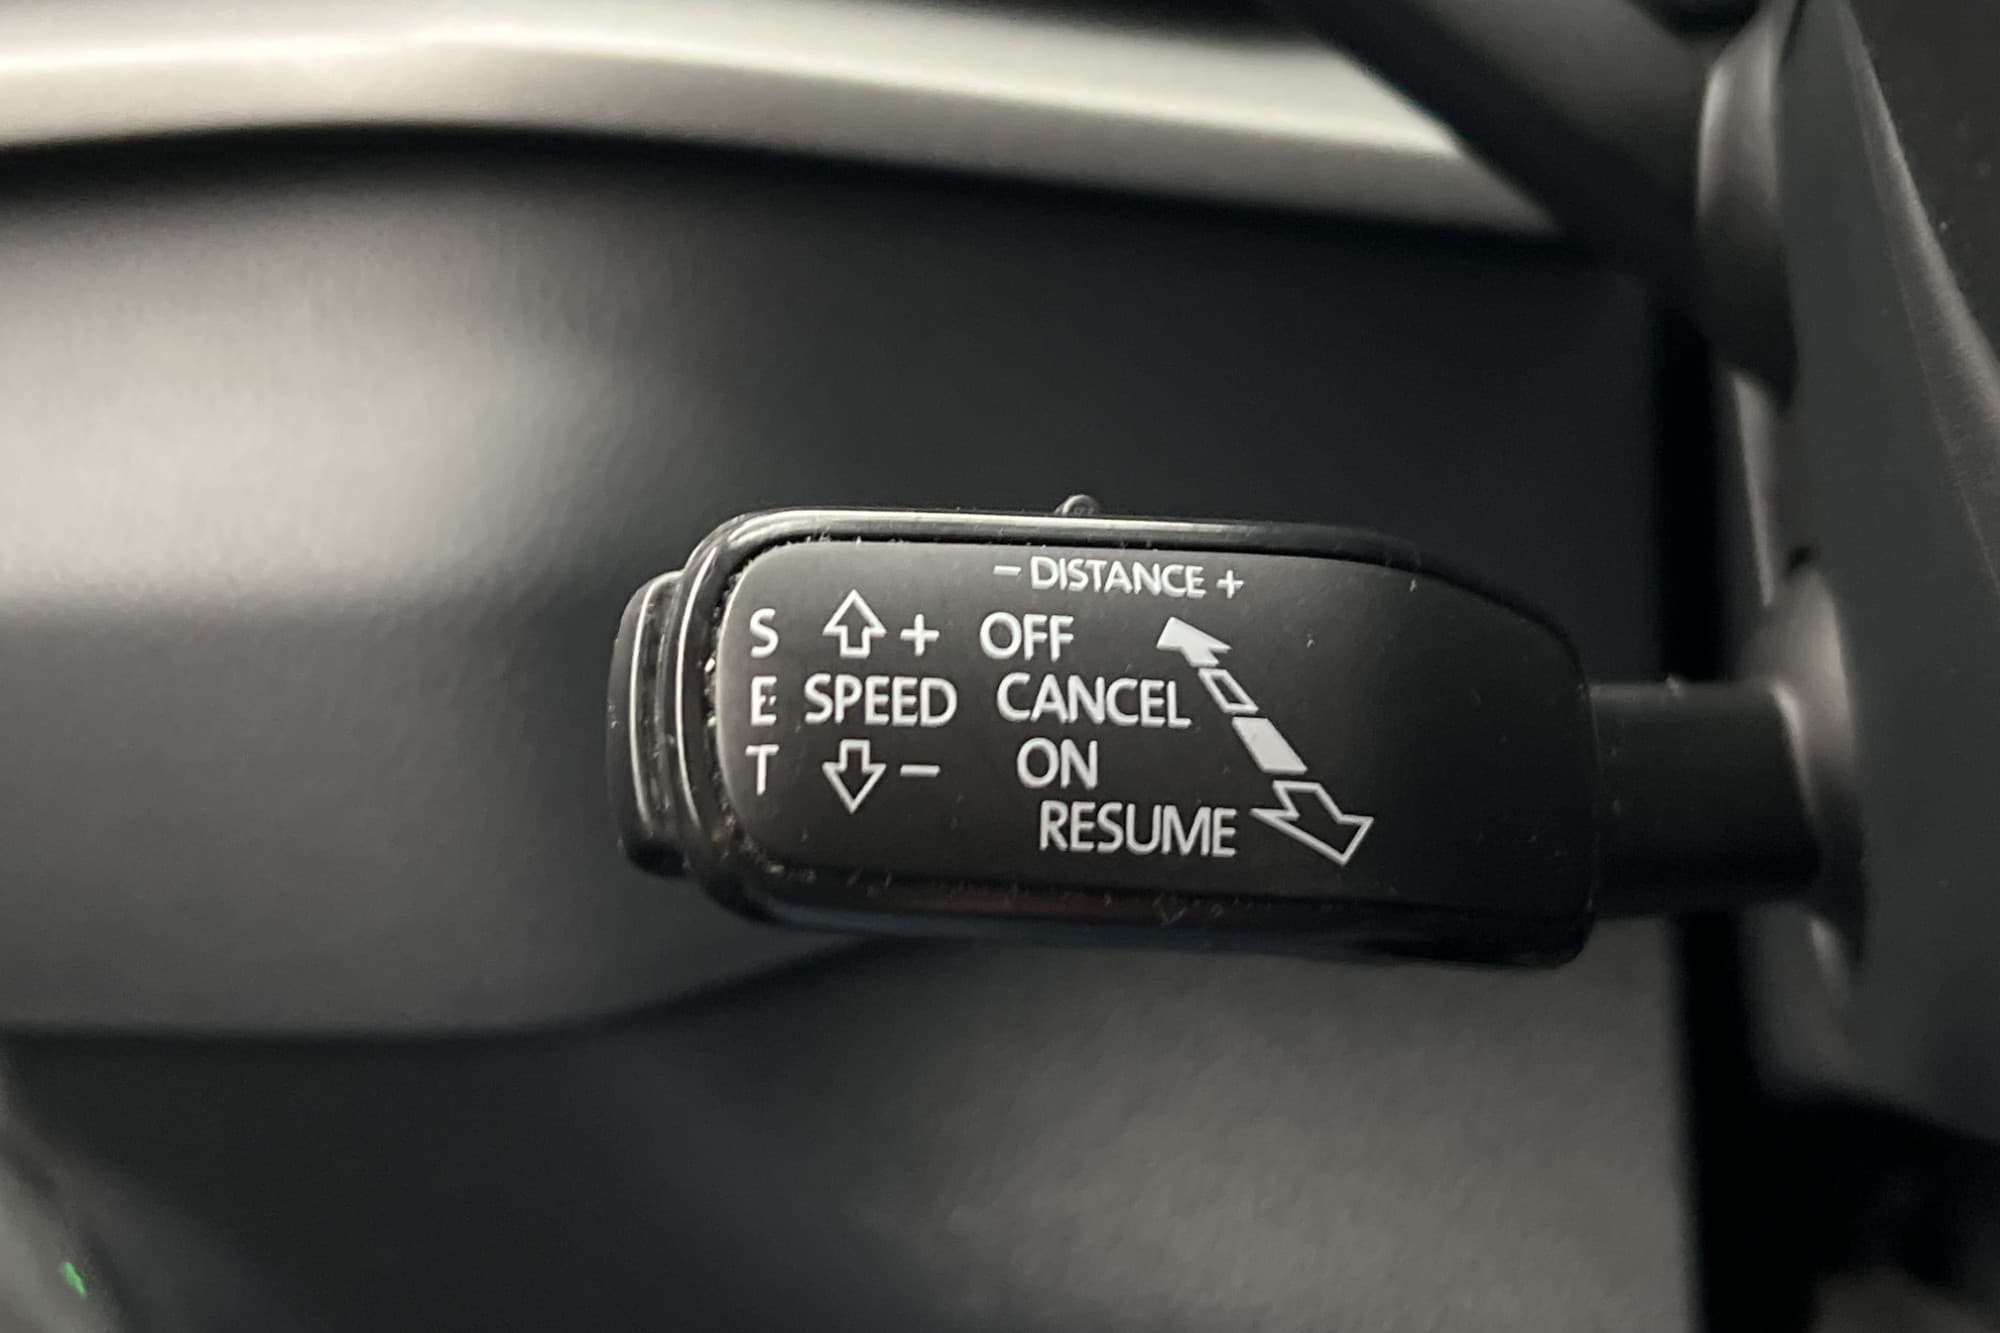 − DISTANCE +
S + OFF
E SPEED CANCEL
T − ON
RESUME